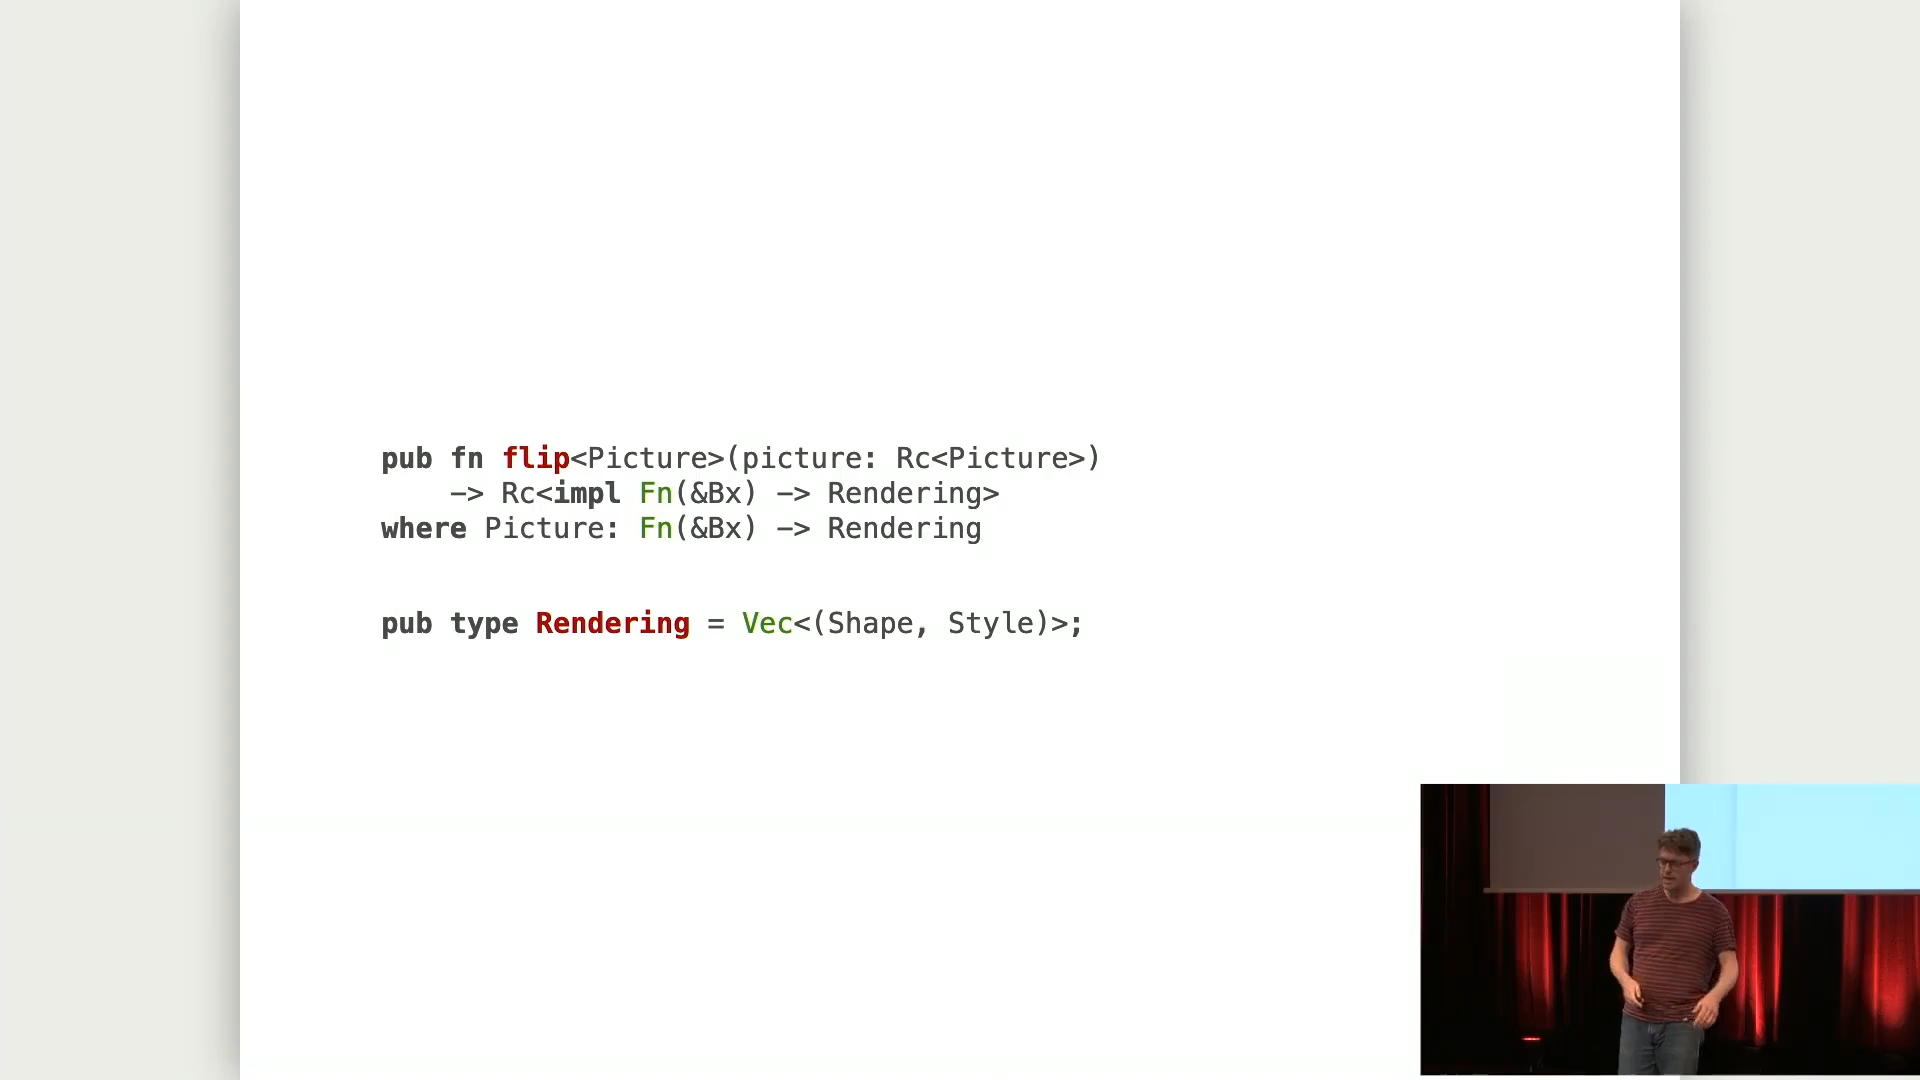 pub fn flip<Picture>(picture: Rc<Picture>)
    -> Rc<impl Fn(&Bx) -> Rendering>
where Picture: Fn(&Bx) -> Rendering
pub type Rendering = Vec<(Shape, Style)>;